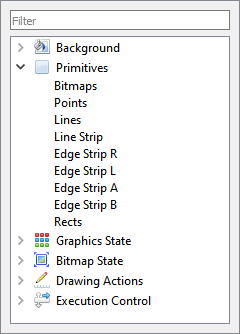 Filter
Background
Primitives
Bitmaps
Points
Lines
Line Strip
Edge Strip R
Edge Strip L
Edge Strip A
Edge Strip B
Rects
Graphics State
Bitmap State
Drawing Actions
Execution Control